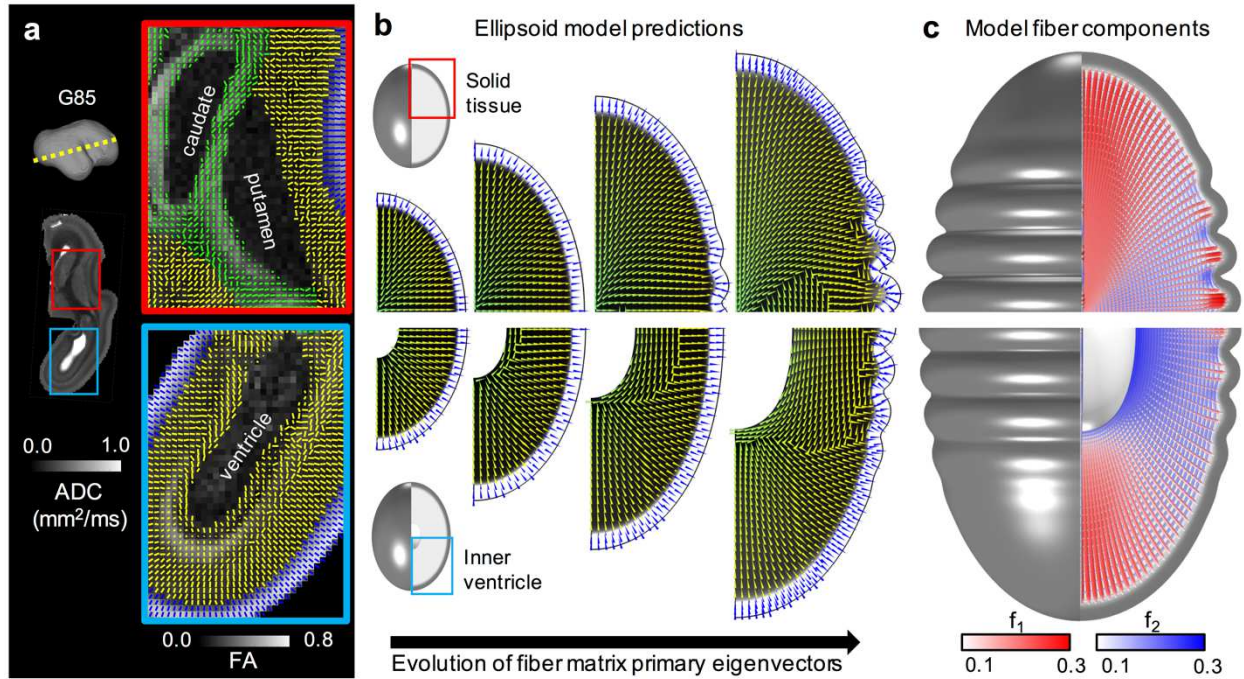 a
G85
caudate
putamen
ventricle
0.0 1.0
ADC
(mm²/ms)
0.0 0.8
FA
b Ellipsoid model predictions
Solid
tissue
Inner
ventricle
Evolution of fiber matrix primary eigenvectors
c Model fiber components
f₁ f₂
0.1 0.3 0.1 0.3